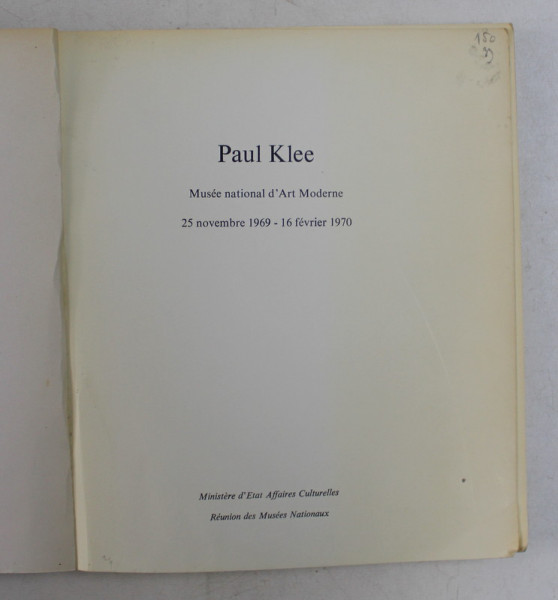 150
Paul Klee
Musée national d'Art Moderne
25 novembre 1969 - 16 février 1970
Ministère d'Etat Affaires Culturelles
Réunion des Musées Nationaux